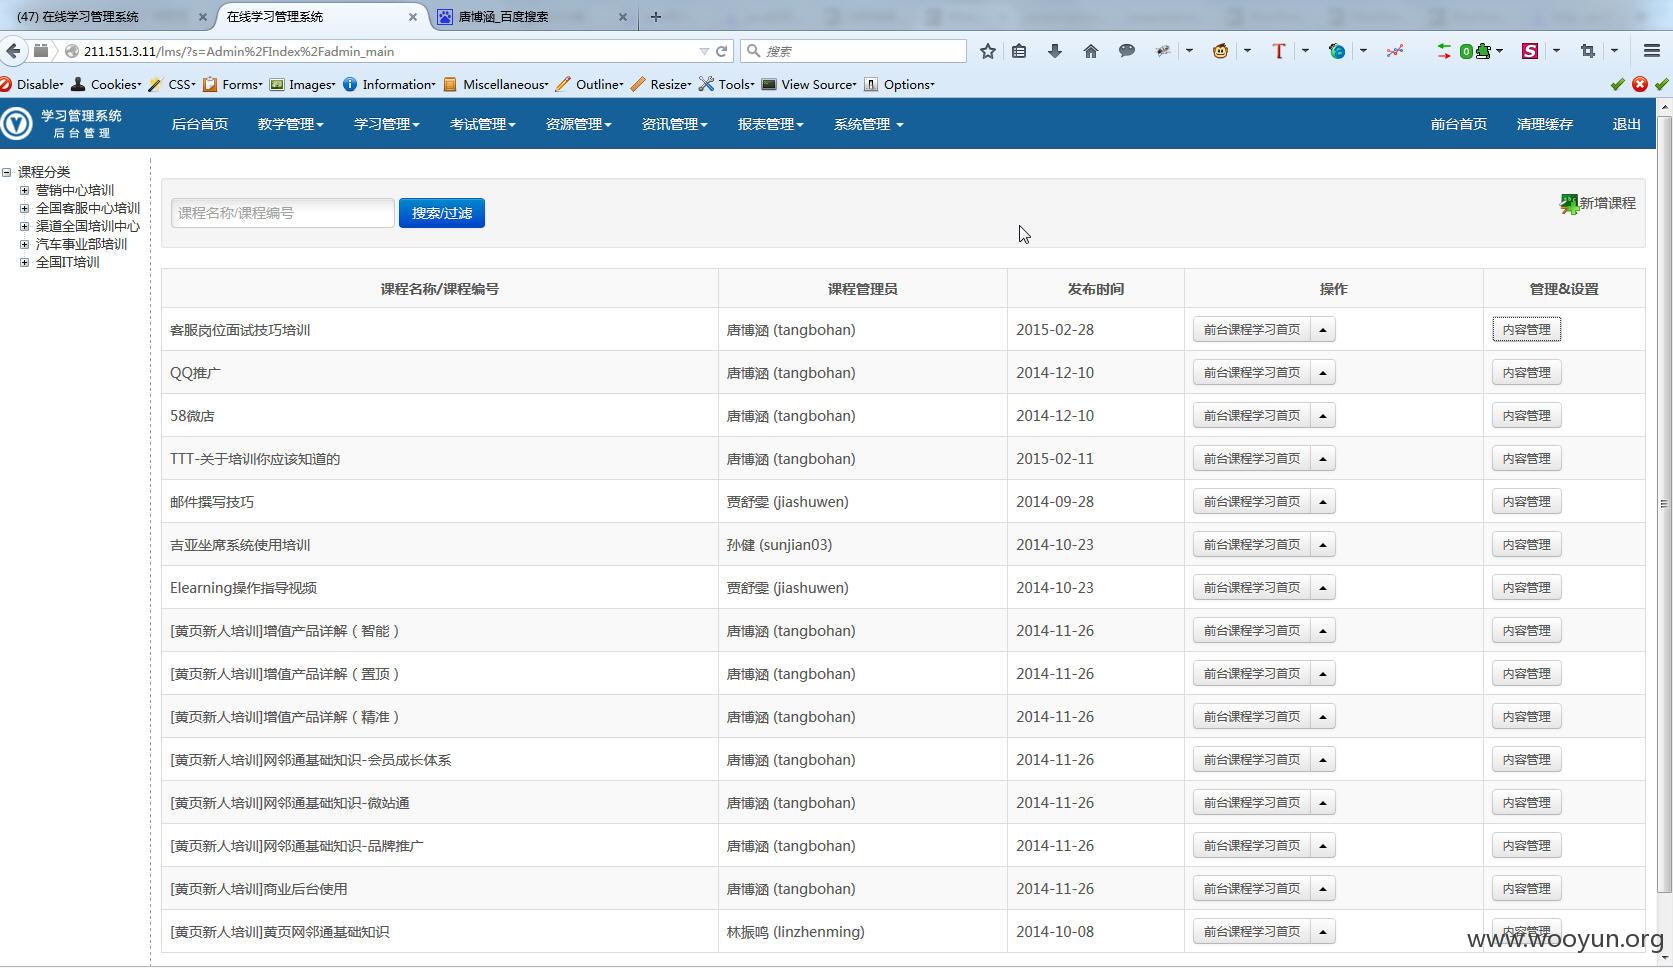 (47) 在线学习管理系统
在线学习管理系统
唐博涵_百度搜索
211.151.3.11/lms/?s=Admin%2FIndex%2Fadmin_main
搜索
Disable Cookies CSS Forms Images Information Miscellaneous Outline Resize Tools View Source Options
学习管理系统
后台管理
后台首页 教学管理 学习管理 考试管理 资源管理 资讯管理 报表管理 系统管理 前台首页 清理缓存 退出
课程分类
营销中心培训
全国客服中心培训
渠道全国培训中心
汽车事业部培训
全国IT培训
课程名称/课程编号 搜索/过滤 新增课程
课程名称/课程编号 课程管理员 发布时间 操作 管理&设置
客服岗位面试技巧培训 唐博涵 (tangbohan) 2015-02-28 前台课程学习首页 内容管理
QQ推广 唐博涵 (tangbohan) 2014-12-10 前台课程学习首页 内容管理
58微店 唐博涵 (tangbohan) 2014-12-10 前台课程学习首页 内容管理
TTT-关于培训你应该知道的 唐博涵 (tangbohan) 2015-02-11 前台课程学习首页 内容管理
邮件撰写技巧 贾舒雯 (jiashuwen) 2014-09-28 前台课程学习首页 内容管理
吉亚坐席系统使用培训 孙健 (sunjian03) 2014-10-23 前台课程学习首页 内容管理
Elearning操作指导视频 贾舒雯 (jiashuwen) 2014-10-23 前台课程学习首页 内容管理
[黄页新人培训]增值产品详解（智能） 唐博涵 (tangbohan) 2014-11-26 前台课程学习首页 内容管理
[黄页新人培训]增值产品详解（置顶） 唐博涵 (tangbohan) 2014-11-26 前台课程学习首页 内容管理
[黄页新人培训]增值产品详解（精准） 唐博涵 (tangbohan) 2014-11-26 前台课程学习首页 内容管理
[黄页新人培训]网邻通基础知识-会员成长体系 唐博涵 (tangbohan) 2014-11-26 前台课程学习首页 内容管理
[黄页新人培训]网邻通基础知识-微站通 唐博涵 (tangbohan) 2014-11-26 前台课程学习首页 内容管理
[黄页新人培训]网邻通基础知识-品牌推广 唐博涵 (tangbohan) 2014-11-26 前台课程学习首页 内容管理
[黄页新人培训]商业后台使用 唐博涵 (tangbohan) 2014-11-26 前台课程学习首页 内容管理
[黄页新人培训]黄页网邻通基础知识 林振鸣 (linzhenming) 2014-10-08 前台课程学习首页 内容管理
www.wooyun.org